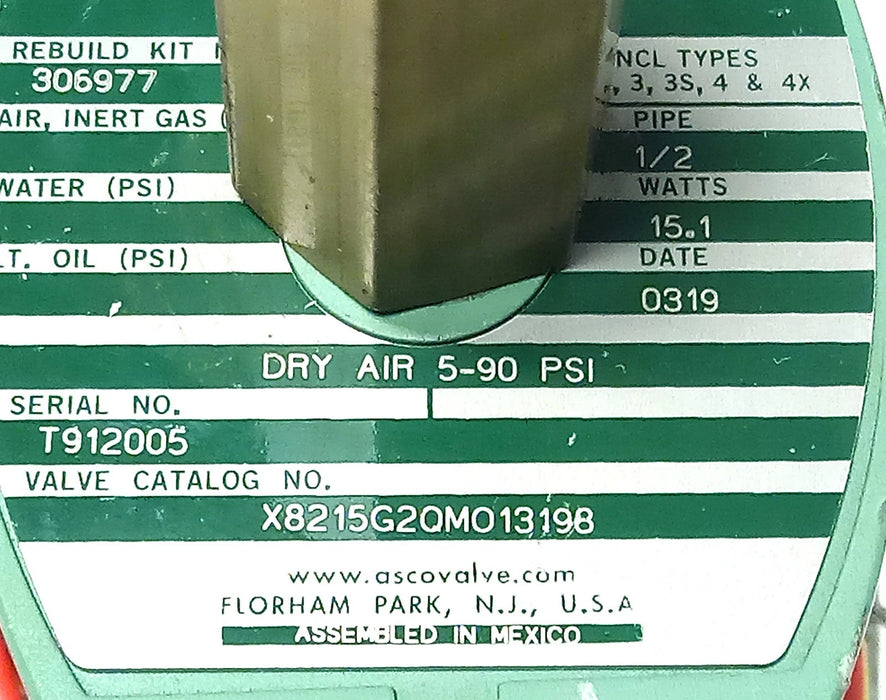 REBUILD KIT
306977
NCL TYPES
, 3, 3S, 4 & 4X
AIR, INERT GAS (
PIPE
1/2
WATER (PSI)
WATTS
15.1
LT. OIL (PSI)
DATE
0319
DRY AIR 5-90 PSI
SERIAL NO.
T912005
VALVE CATALOG NO.
X8215G20MO13198
www.ascovalve.com
FLORHAM PARK, N.J., U.S.A
ASSEMBLED IN MEXICO